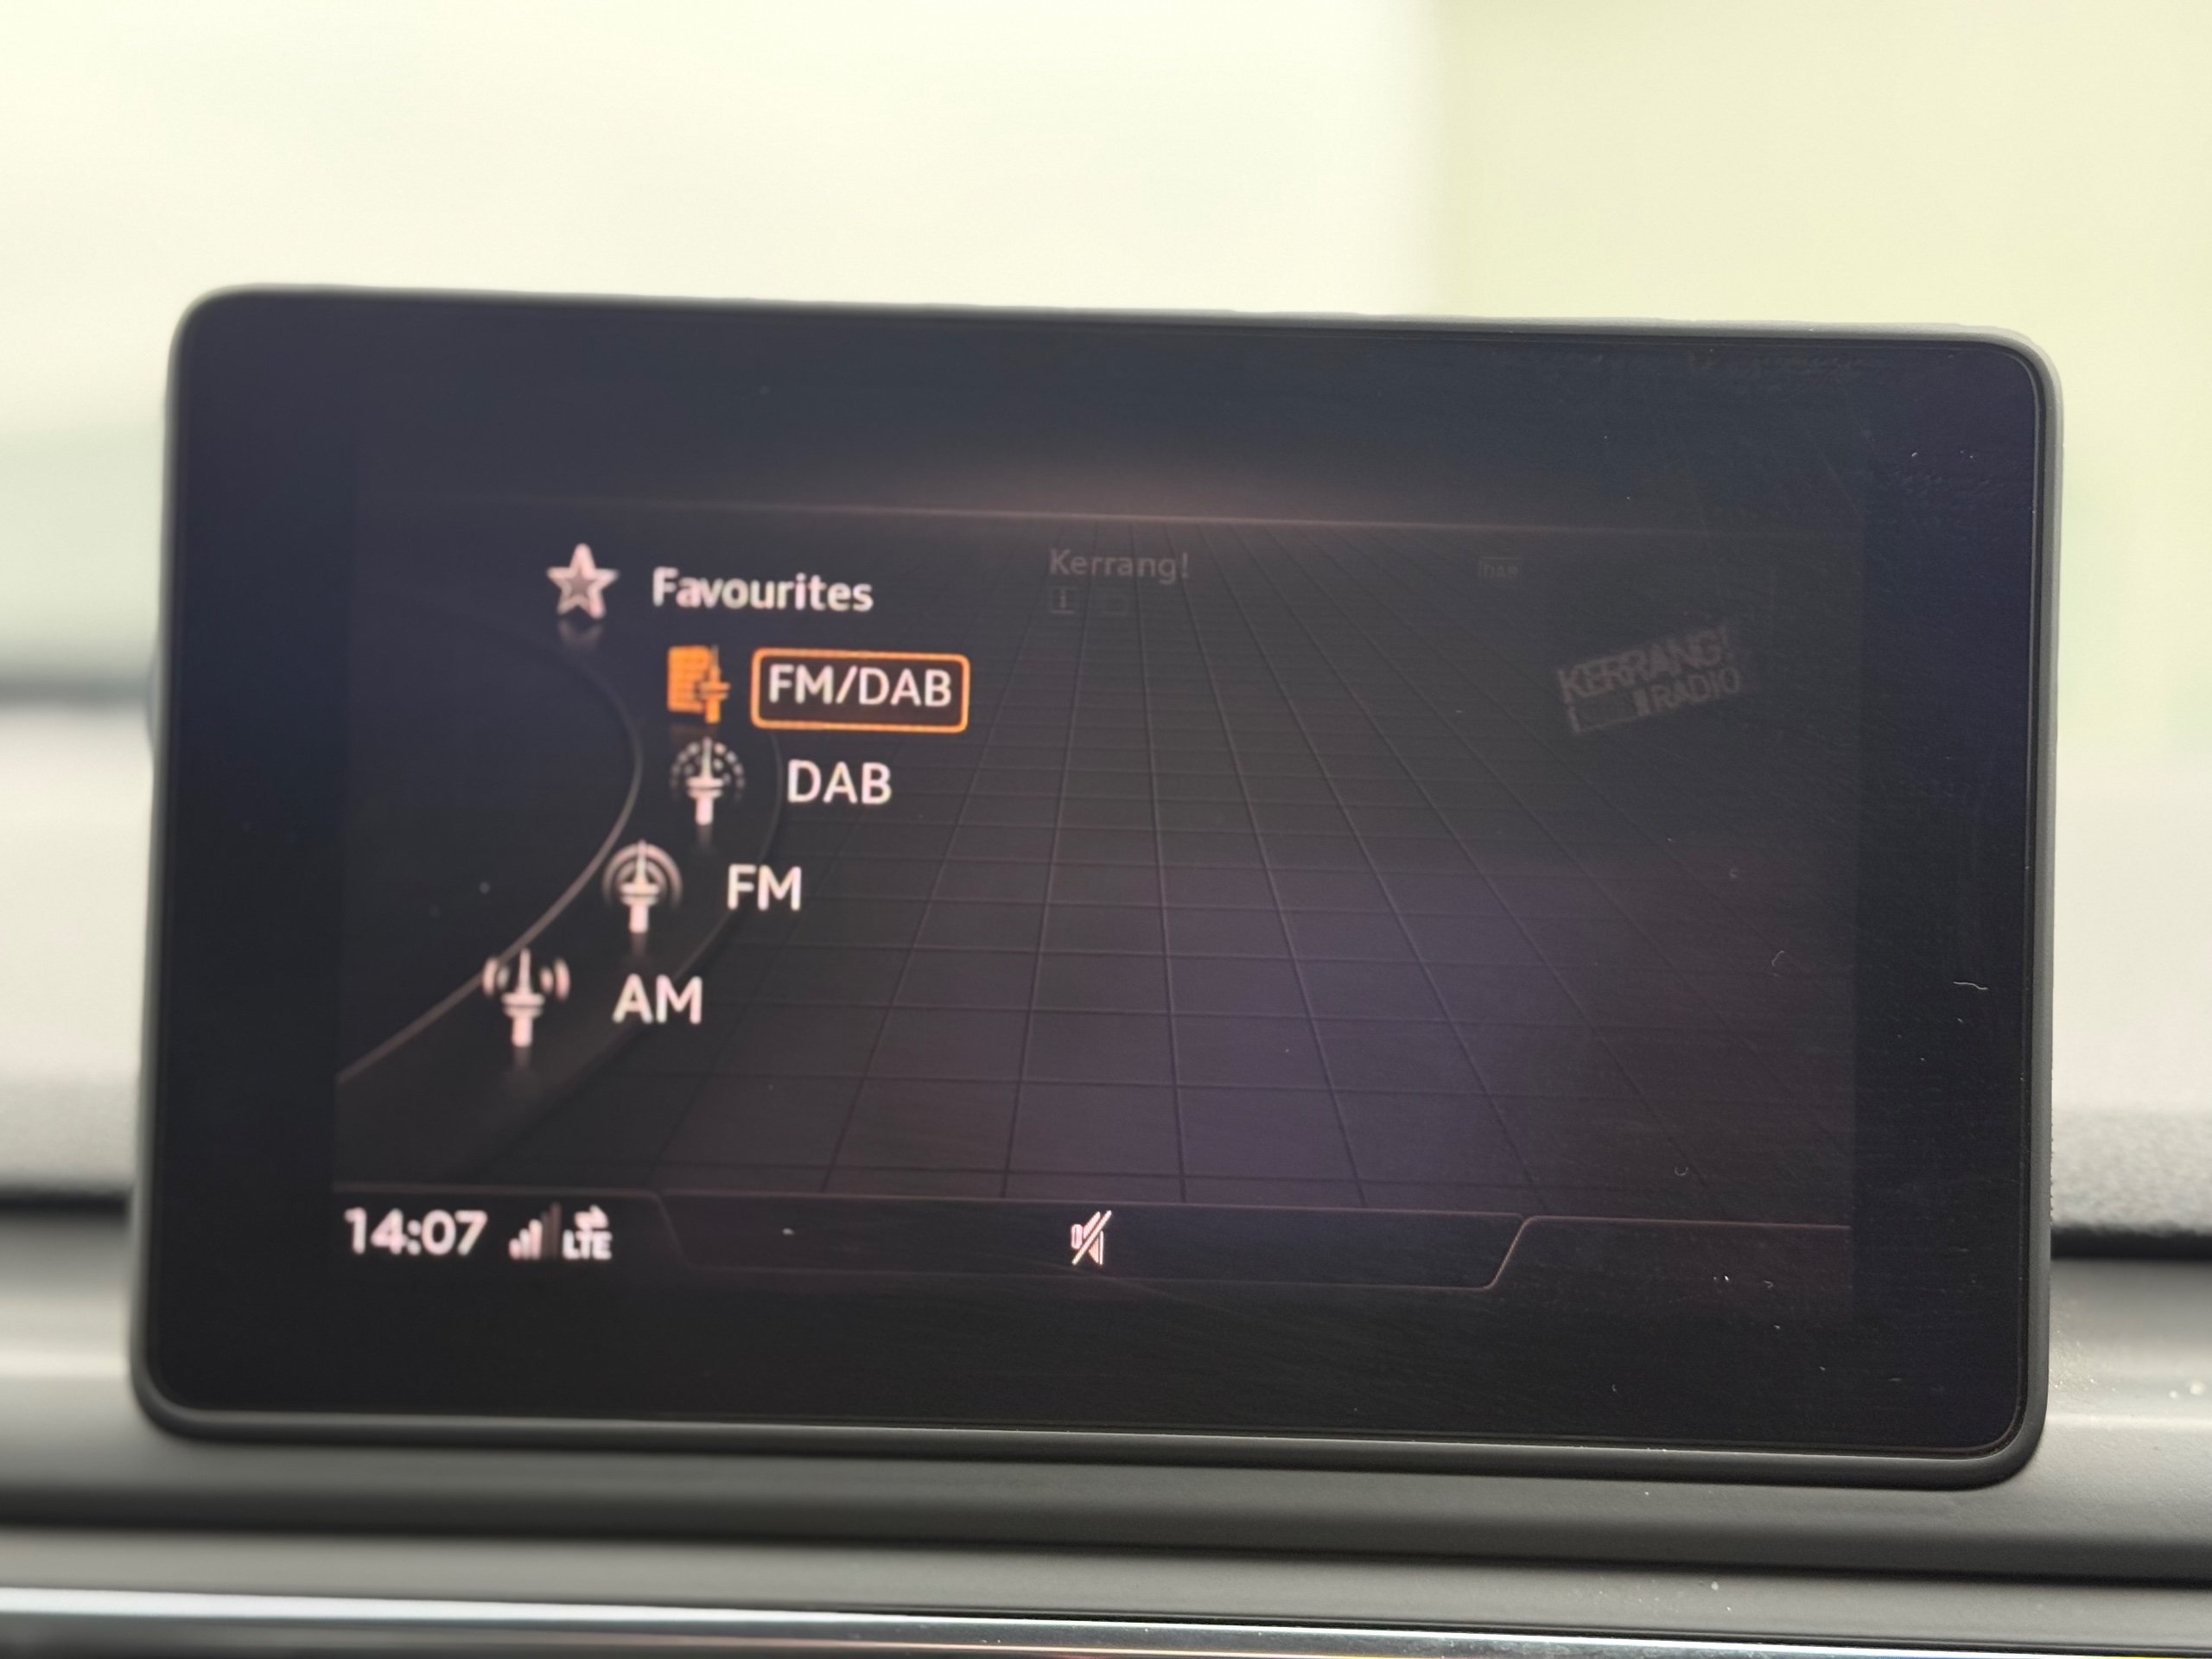 Favourites
Kerrang!
FM/DAB
KERRANG!
RADIO
DAB
FM
AM
14:07
LTE